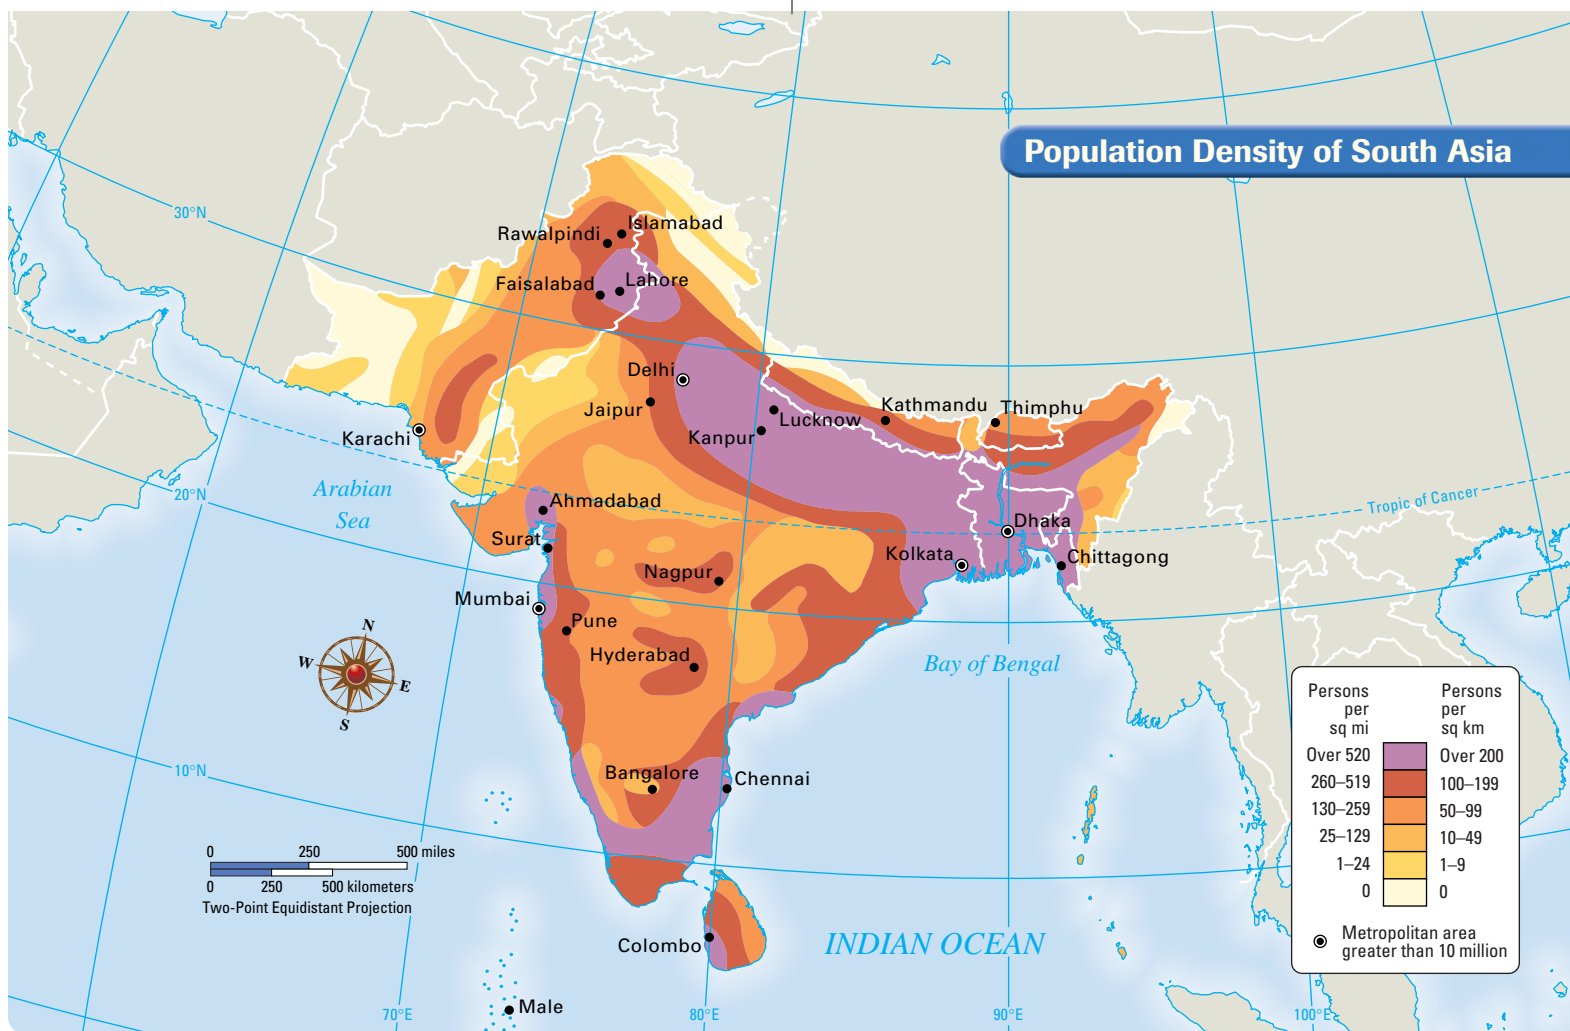 Population Density of South Asia
30°N
Islamabad
Rawalpindi
Faisalabad
Lahore
Delhi
Jaipur
Lucknow
Kanpur
Kathmandu
Thimphu
Karachi
Arabian
Sea
20°N
Tropic of Cancer
Ahmadabad
Surat
Dhaka
Kolkata
Chittagong
Nagpur
Mumbai
Pune
Hyderabad
Bay of Bengal
N
W
E
S
10°N
Bangalore
Chennai
0 250 500 miles
0 250 500 kilometers
Two-Point Equidistant Projection
Colombo
INDIAN OCEAN
Male
70°E
80°E
90°E
100°E
Persons
per
sq mi
Persons
per
sq km
Over 520 Over 200
260–519 100–199
130–259 50–99
25–129 10–49
1–24 1–9
0 0
Metropolitan area
greater than 10 million